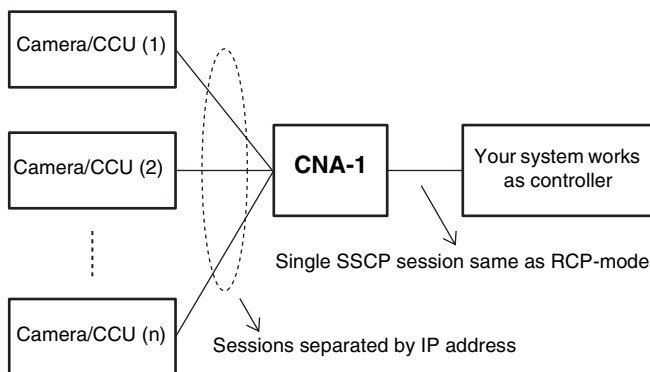 Camera/CCU (1)
Camera/CCU (2)
CNA-1
Your system works
as controller
Single SSCP session same as RCP-mode
Camera/CCU (n)
Sessions separated by IP address